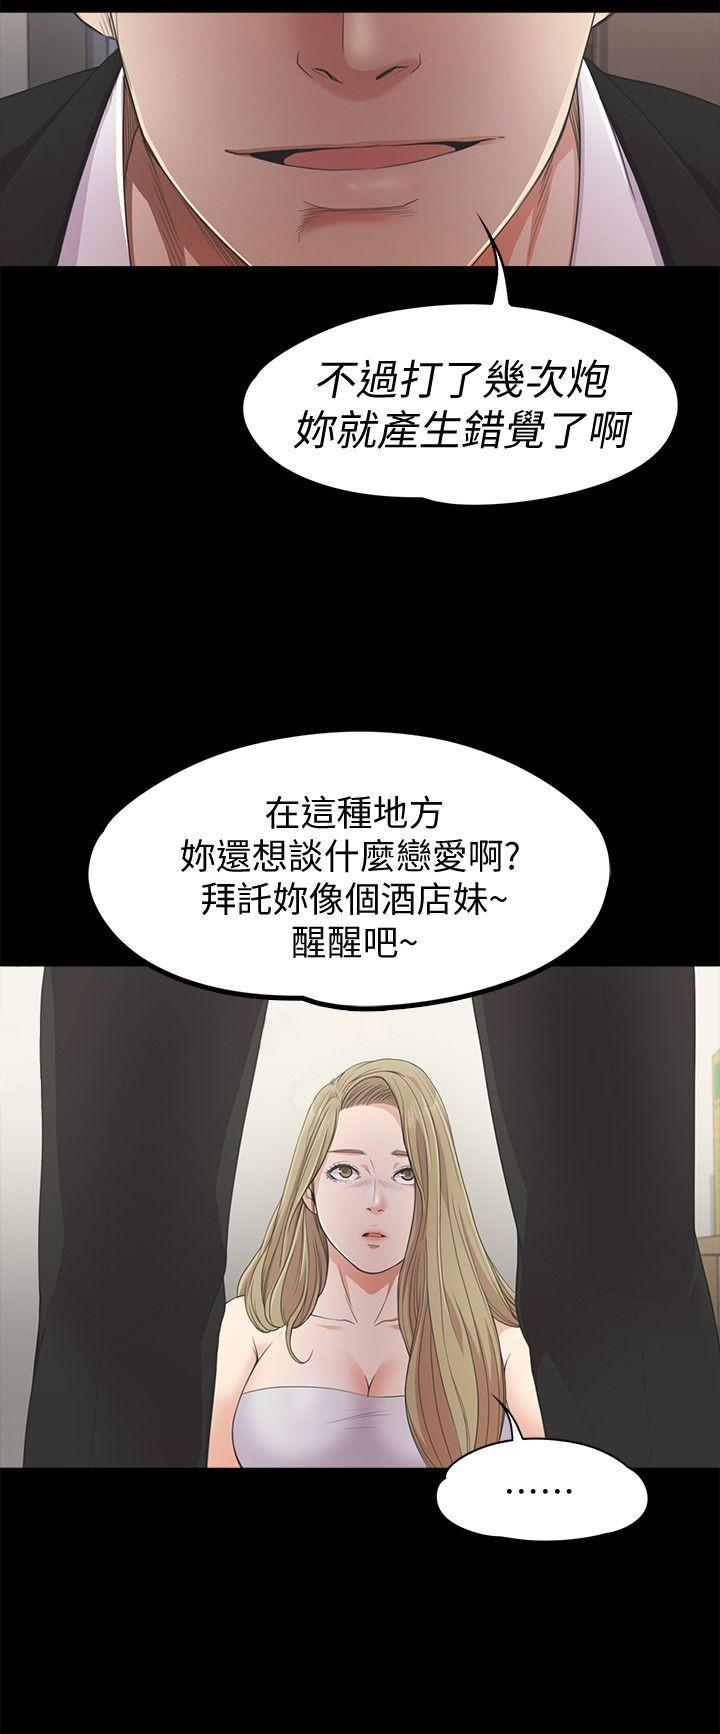 不過打了幾次炮
妳就產生錯覺了啊
在這種地方
妳還想談什麼戀愛啊?
拜託妳像個酒店妹~
醒醒吧~
······